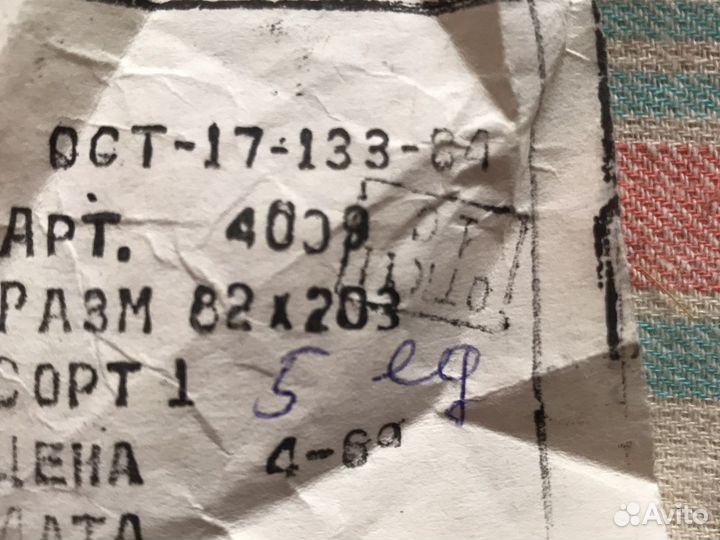 ОСТ-17-133-84
АРТ. 4009
РАЗМ 82х203
СОРТ 1 5 ед
ЦЕНА 4-69
ДАТА
Avito